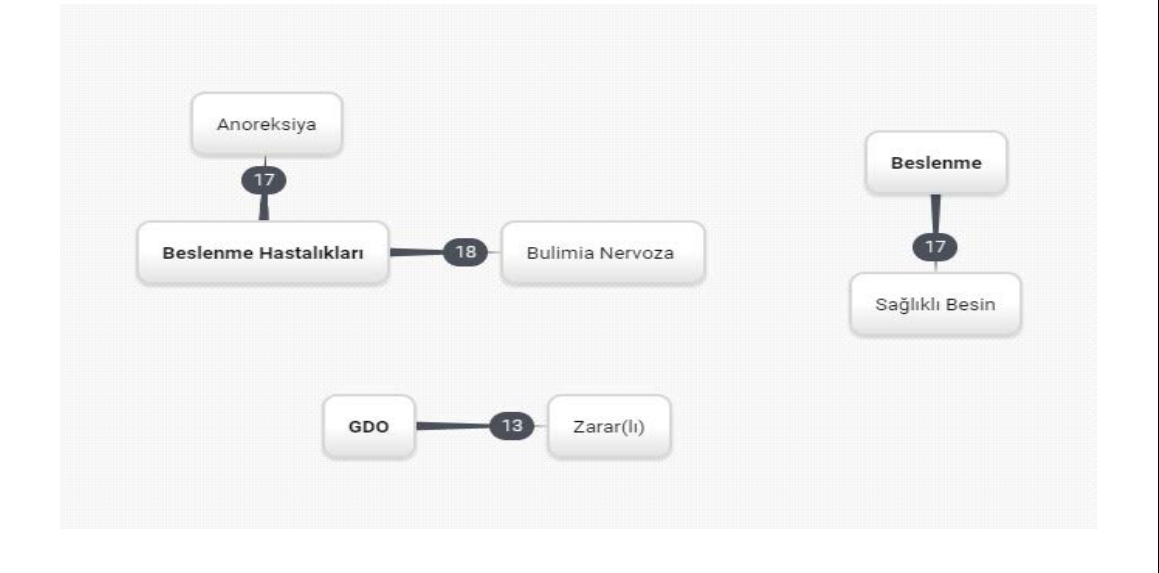 Anoreksiya
17
Beslenme
Beslenme Hastalıkları
18
Bulimia Nervoza
17
Sağlıklı Besin
GDO
13
Zarar(lı)